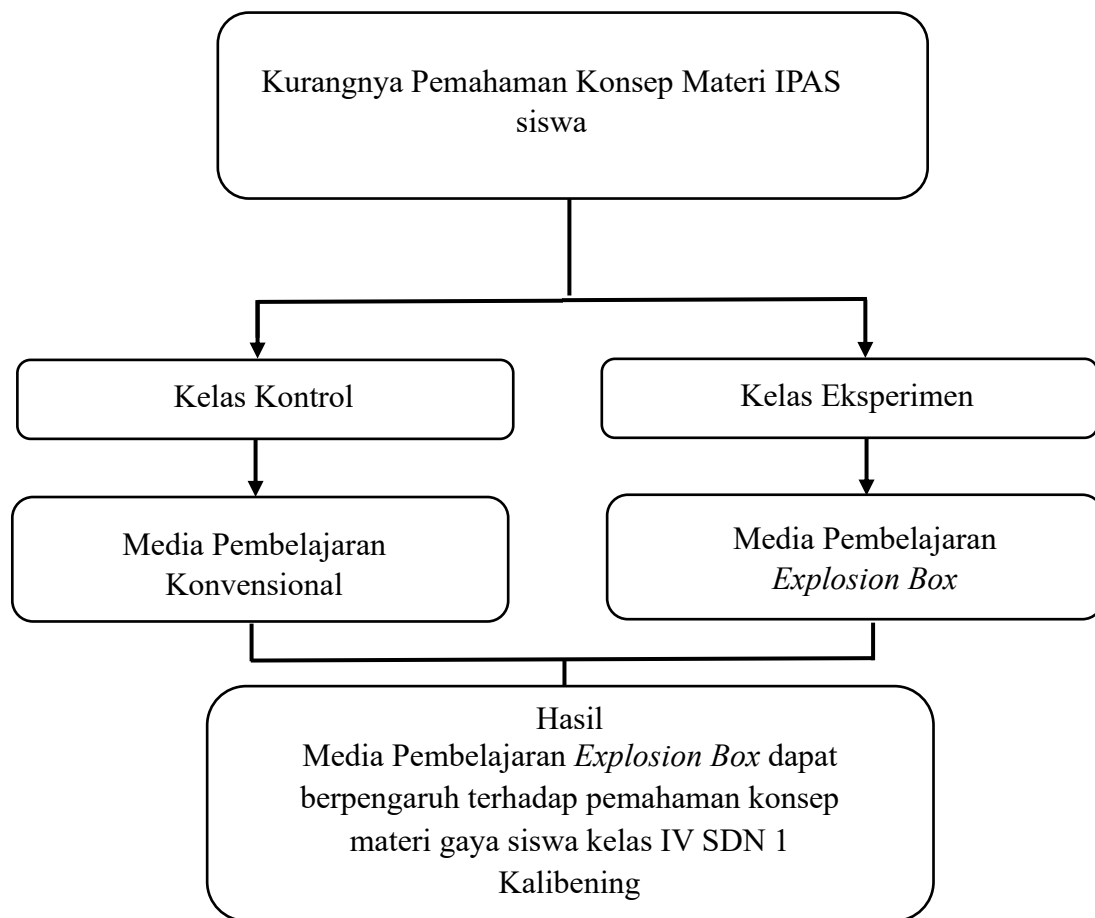 Kurangnya Pemahaman Konsep Materi IPAS
siswa
Kelas Kontrol
Kelas Eksperimen
Media Pembelajaran
Konvensional
Media Pembelajaran
Explosion Box
Hasil
Media Pembelajaran Explosion Box dapat
berpengaruh terhadap pemahaman konsep
materi gaya siswa kelas IV SDN 1
Kalibening